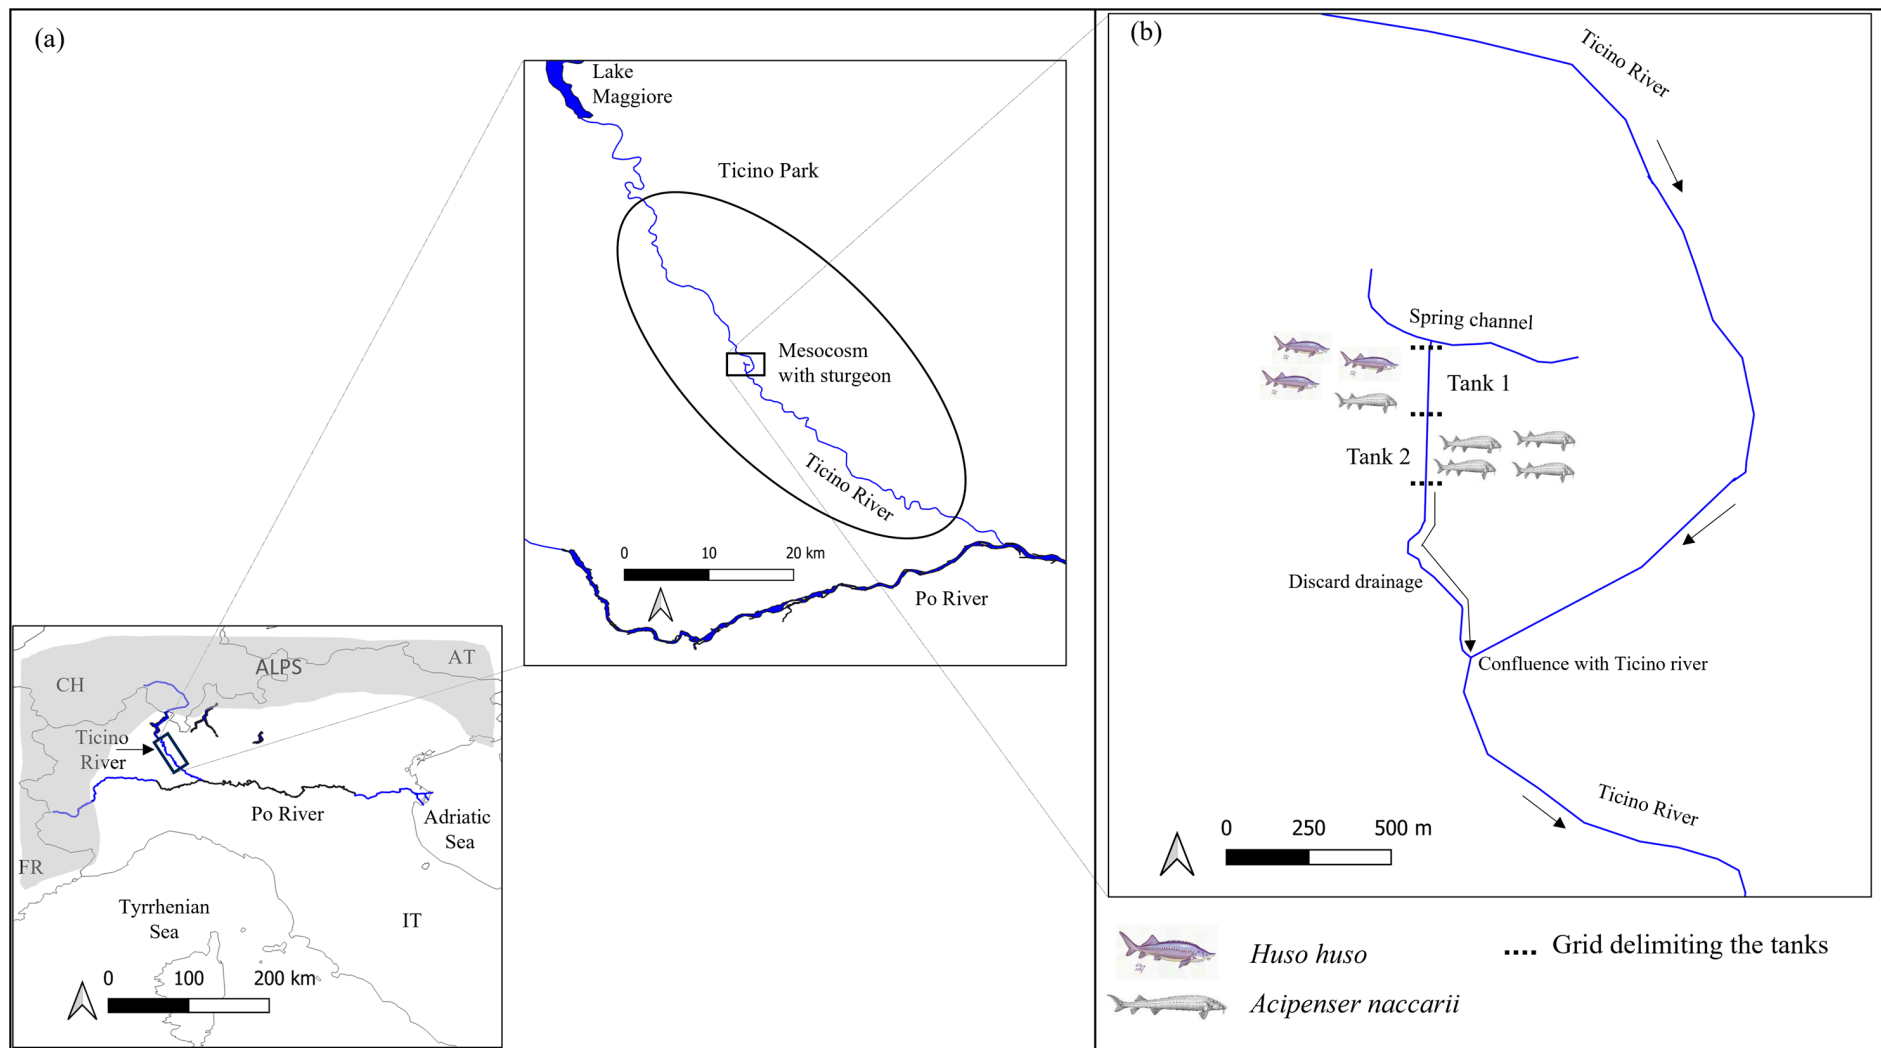 (a)
Lake
Maggiore
Ticino Park
Mesocosm
with sturgeon
Ticino River
0 10 20 km
Po River
ALPS
AT
CH
Ticino
River
Po River
Adriatic
Sea
FR
Tyrrhenian
Sea
IT
0 100 200 km
(b)
Ticino River
Spring channel
Tank 1
Tank 2
Discard drainage
Confluence with Ticino river
Ticino River
0 250 500 m
Huso huso
Grid delimiting the tanks
Acipenser naccarii